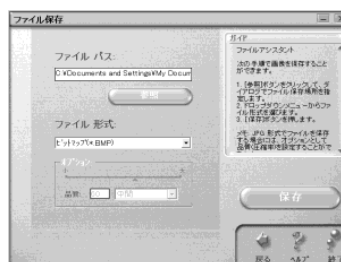 ファイル保存
ファイル パス:
C:¥Documents and Settings¥My Docum
参照
ファイル 形式:
ビットマップ(*.BMP)
オプション
品質:
50
中間
ガイド
ファイルアシスタント
次の手順で画像を保存すること
ができます。
1. [参照]ボタンをクリックして、ダ
イアログでファイル保存場所を指
定します。
2. ドロップダウンメニューからファ
イル形式を選びます。
3. [保存]ボタンを押します。
メモ: JPG 形式でファイルを保存
する場合には、オプションとして
品質(圧縮率)を設定することがで
保存
戻る
ヘルプ
終了